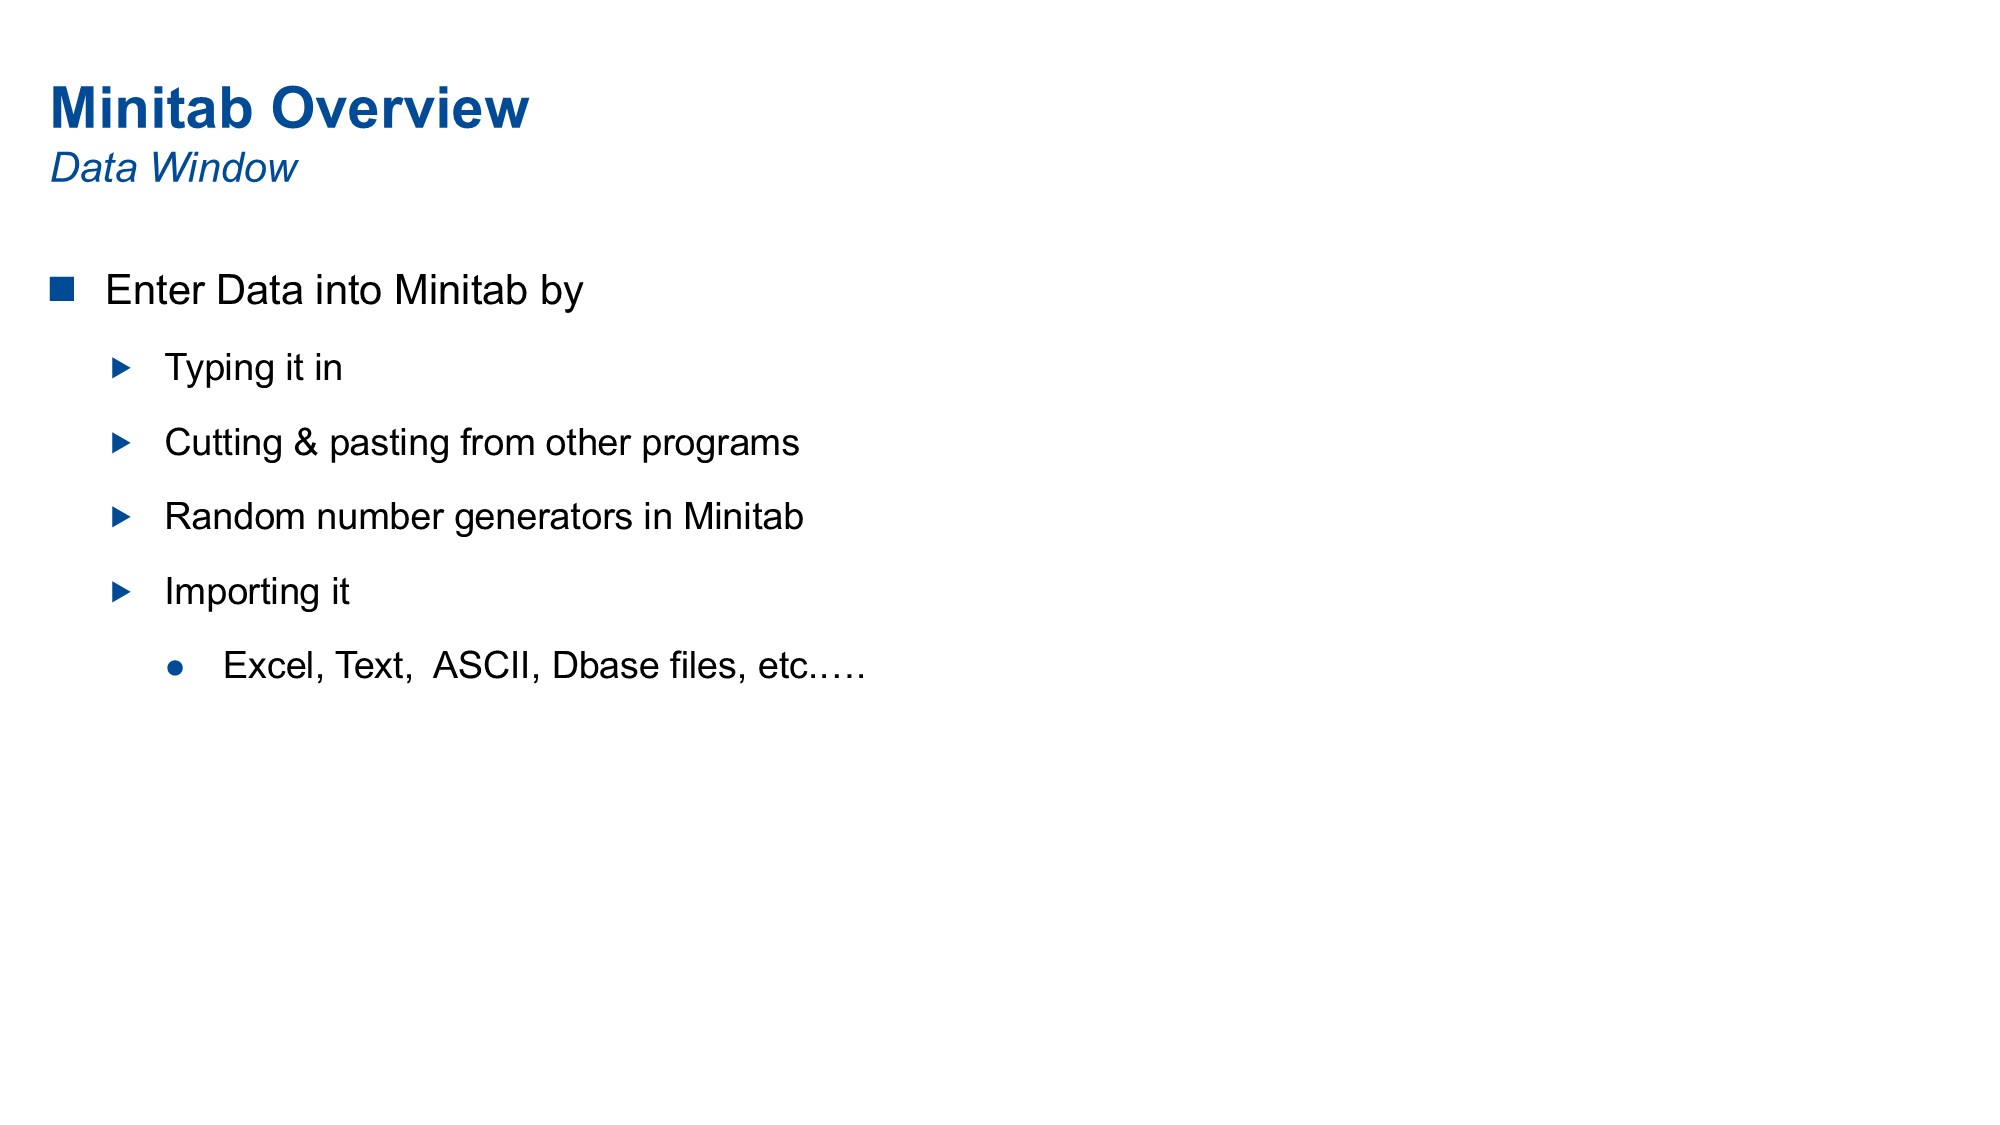 Minitab Overview
Data Window
Enter Data into Minitab by
Typing it in
Cutting & pasting from other programs
Random number generators in Minitab
Importing it
Excel, Text,  ASCII, Dbase files, etc.….